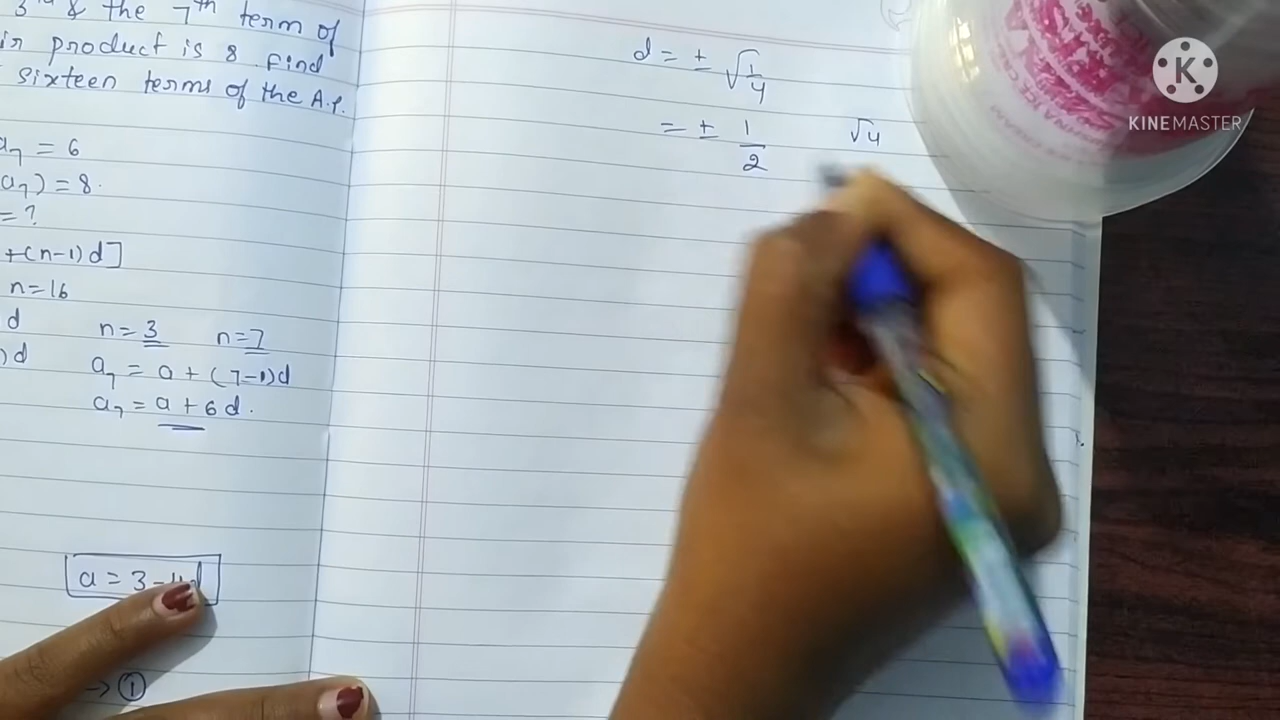 3rd & the 7th term of
product is 8. find
sixteen terms of the A.P.
a7 = 6
a7) = 8.
= ?
+(n-1)d]
n=16
d n=3 n=7
)d a7 = a + (7-1)d
a7 = a + 6d.
a = 3-4d
→ ①
d = ± √1/4
= ± 1/2 √4
KINEMASTER